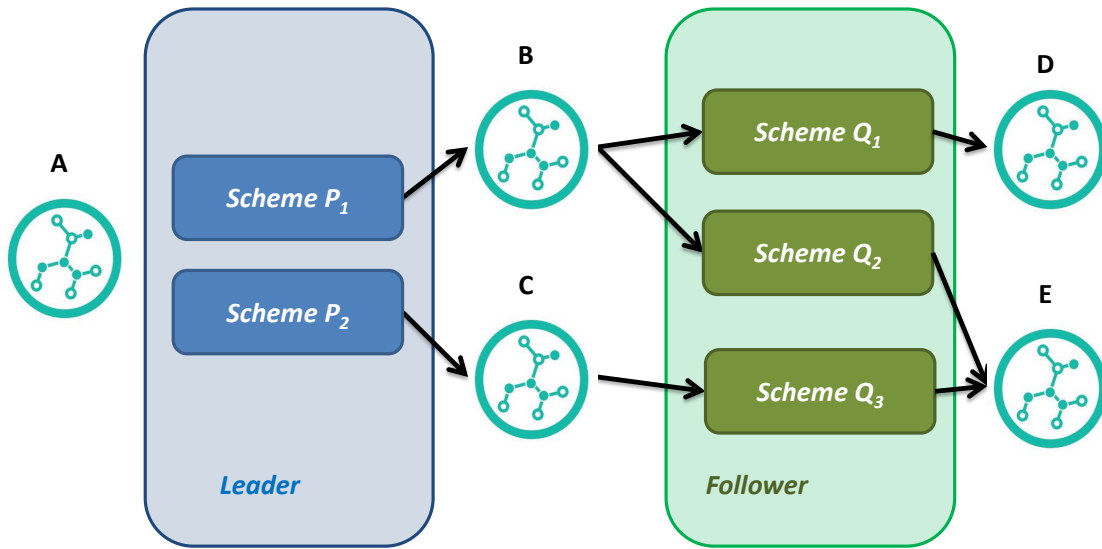 A
B
C
D
E
Scheme P1
Scheme P2
Leader
Scheme Q1
Scheme Q2
Scheme Q3
Follower